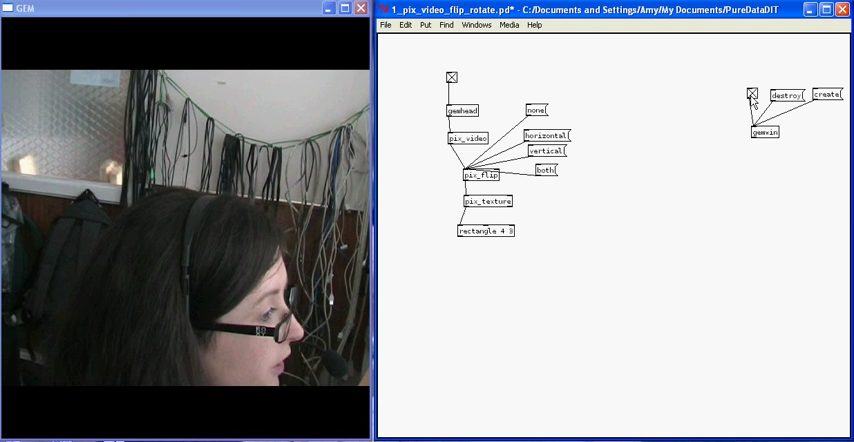 GEM
1_pix_video_flip_rotate.pd* - C:/Documents and Settings/Amy/My Documents/PureDataDIT
File Edit Put Find Windows Media Help
destroy
create
gemwin
gemhead
none
pix_video
horizontal
vertical
both
pix_flip
pix_texture
rectangle 4 3